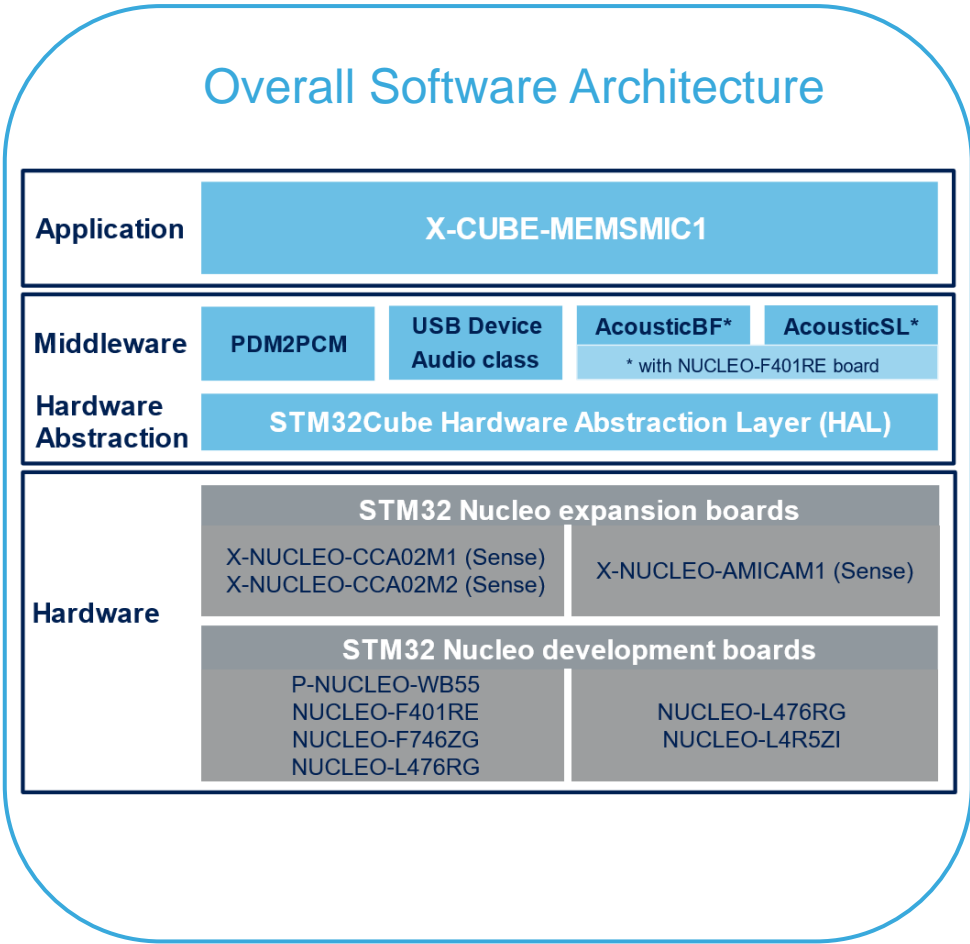 Overall Software Architecture
Application
X-CUBE-MEMSMIC1
Middleware
PDM2PCM
USB Device
Audio class
AcousticBF*
AcousticSL*
* with NUCLEO-F401RE board
Hardware
Abstraction
STM32Cube Hardware Abstraction Layer (HAL)
Hardware
STM32 Nucleo expansion boards
X-NUCLEO-CCA02M1 (Sense)
X-NUCLEO-CCA02M2 (Sense)
X-NUCLEO-AMICAM1 (Sense)
STM32 Nucleo development boards
P-NUCLEO-WB55
NUCLEO-F401RE
NUCLEO-F746ZG
NUCLEO-L476RG
NUCLEO-L476RG
NUCLEO-L4R5ZI